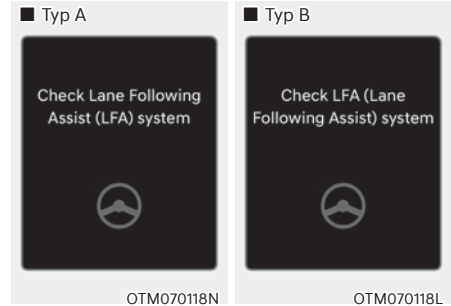 ■ Typ A
Check Lane Following
Assist (LFA) system
OTM070118N
■ Typ B
Check LFA (Lane
Following Assist) system
OTM070118L